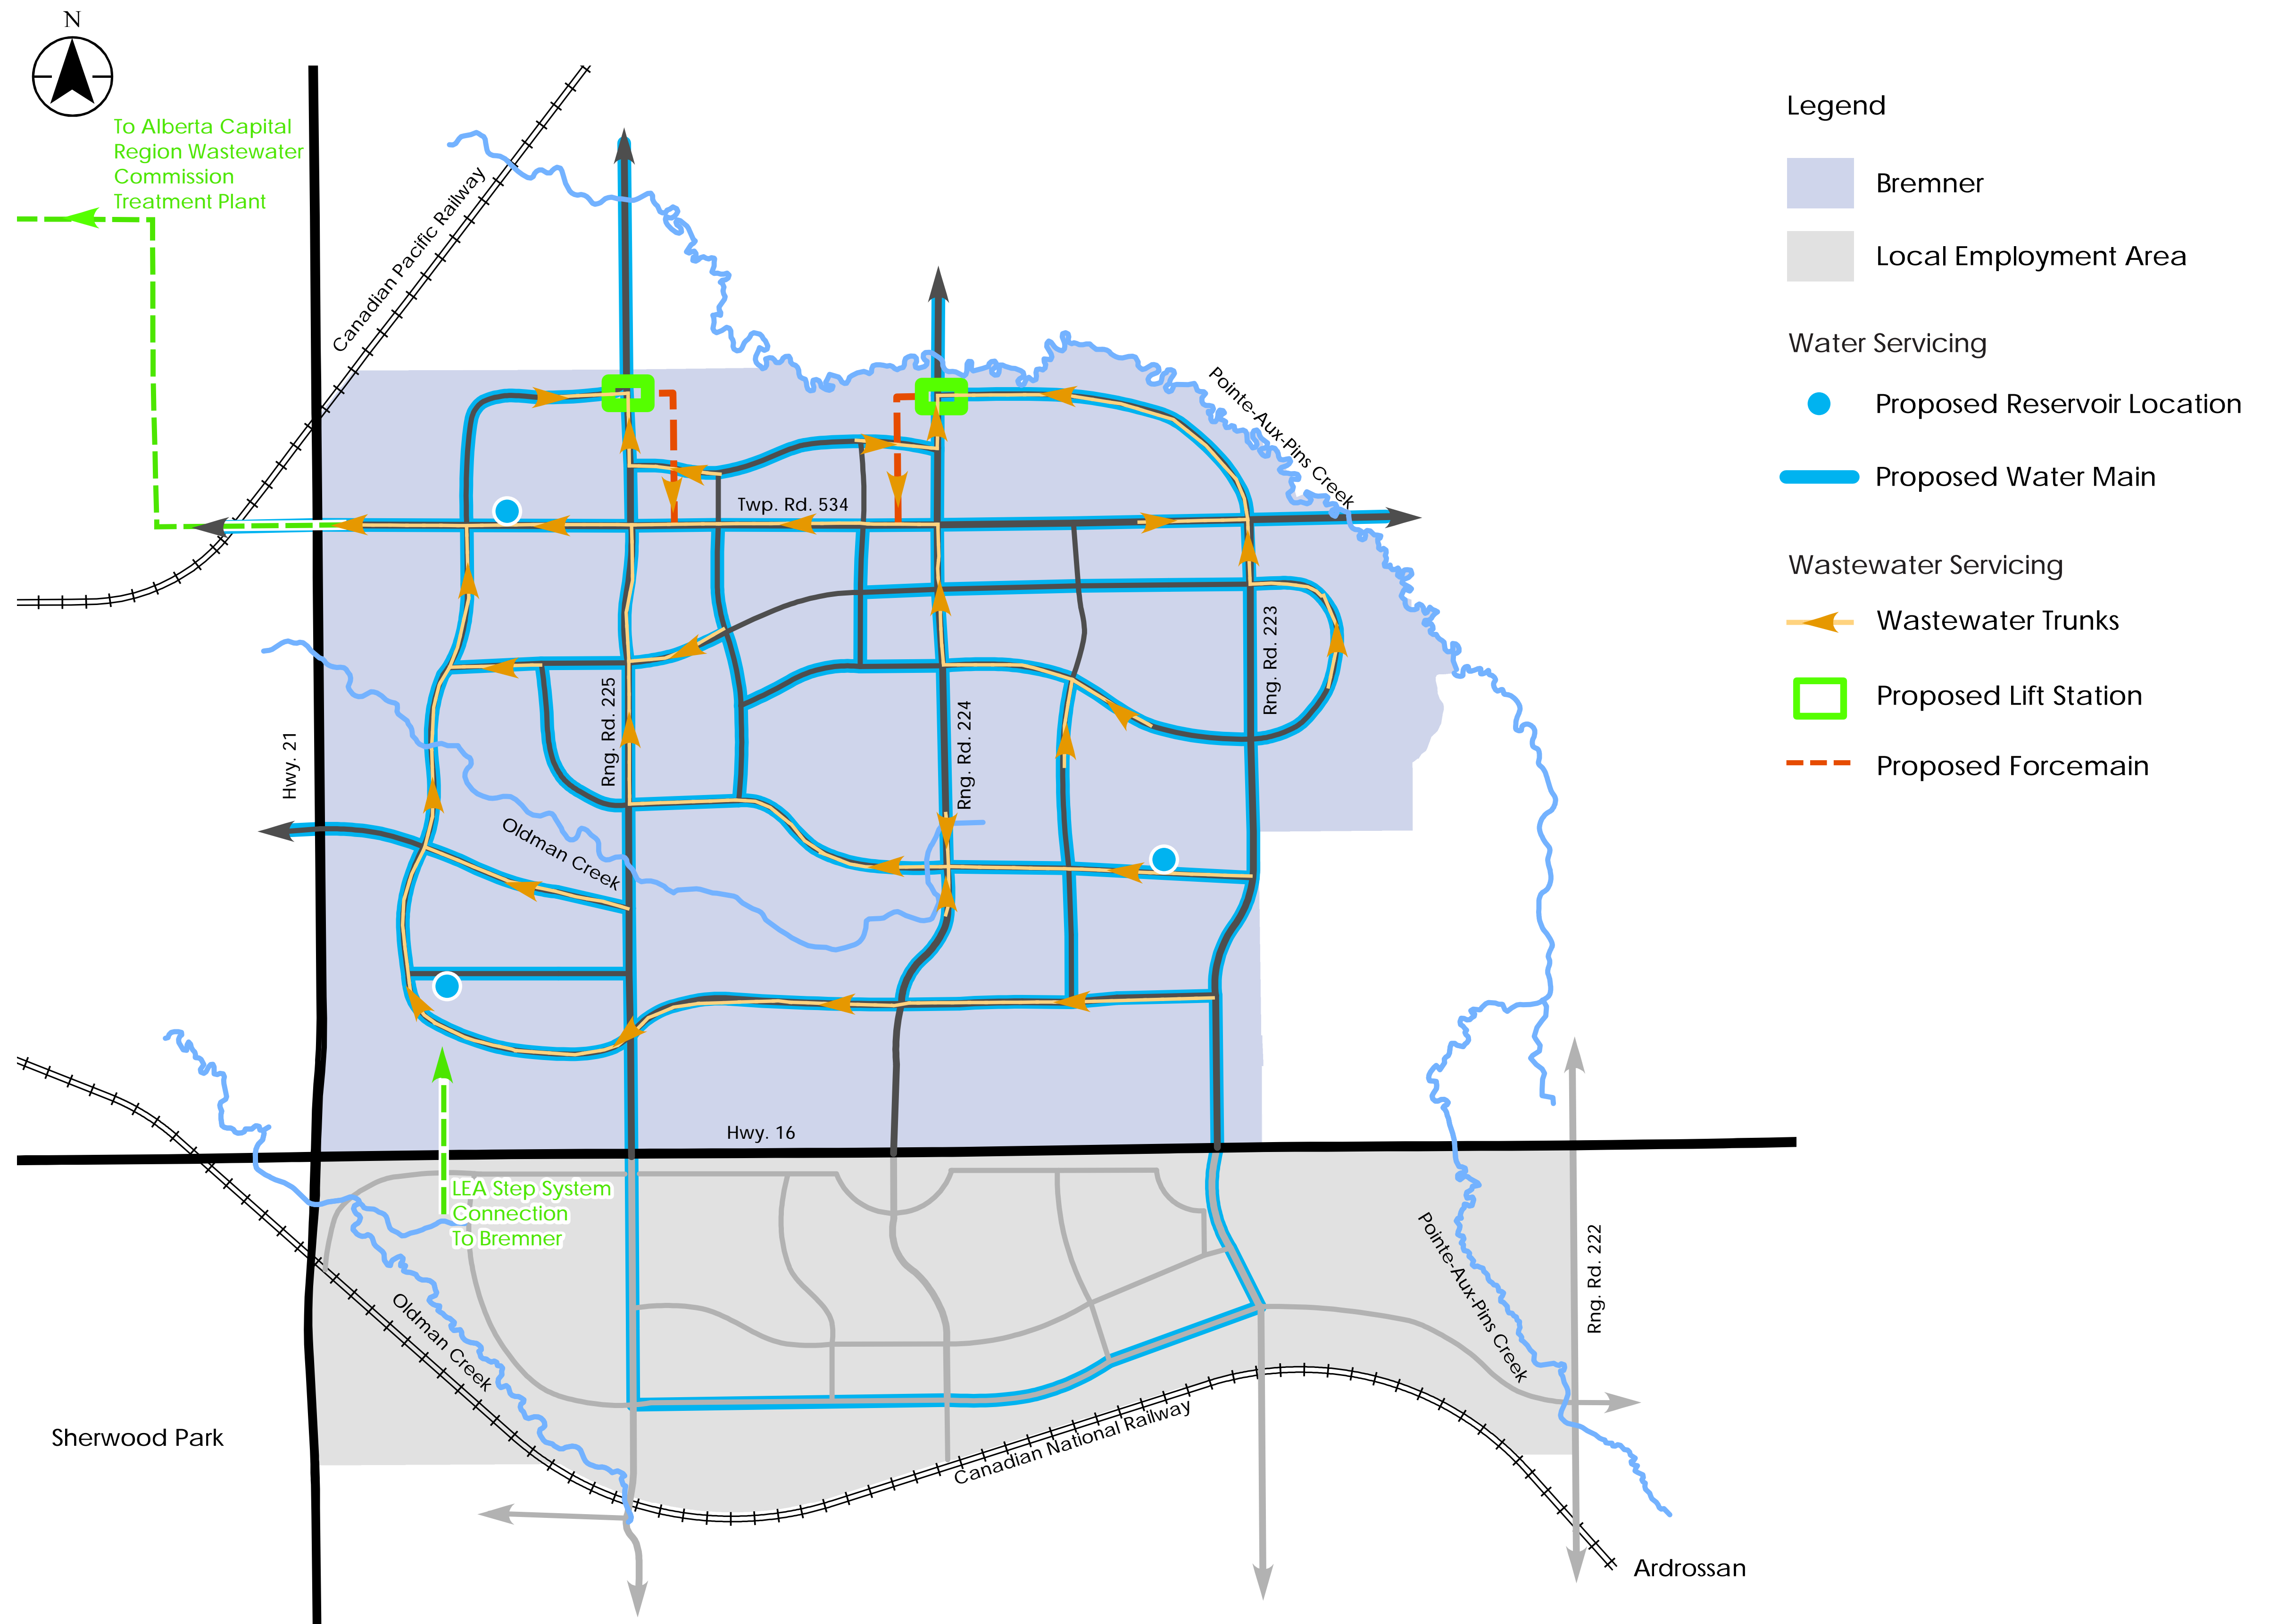 N
To Alberta Capital
Region Wastewater
Commission
Treatment Plant
Canadian Pacific Railway
Pointe-Aux-Pins Creek
Twp. Rd. 534
Rng. Rd. 223
Rng. Rd. 225
Rng. Rd. 224
Hwy. 21
Oldman Creek
Hwy. 16
LEA Step System
Connection
To Bremner
Oldman Creek
Pointe-Aux-Pins Creek
Rng. Rd. 222
Canadian National Railway
Sherwood Park
Ardrossan
Legend
Bremner
Local Employment Area
Water Servicing
Proposed Reservoir Location
Proposed Water Main
Wastewater Servicing
Wastewater Trunks
Proposed Lift Station
Proposed Forcemain